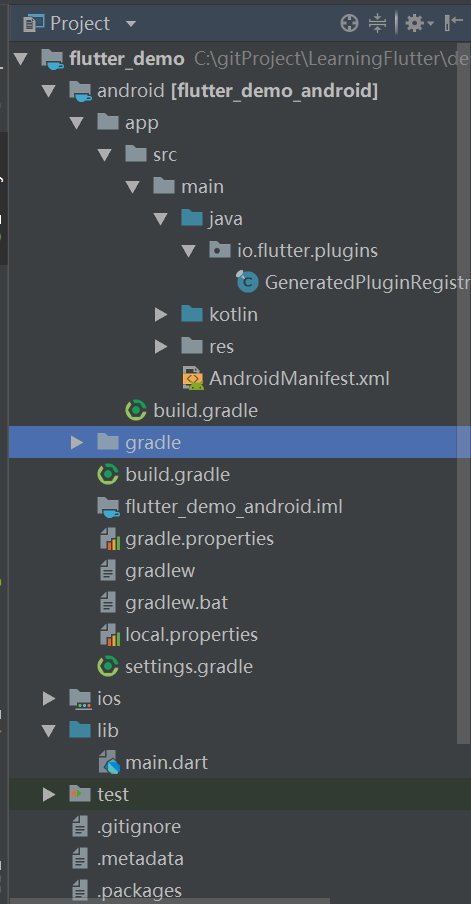 Project
flutter_demo C:\gitProject\LearningFlutter\de
android [flutter_demo_android]
app
src
main
java
io.flutter.plugins
GeneratedPluginRegistr
kotlin
res
AndroidManifest.xml
build.gradle
gradle
build.gradle
flutter_demo_android.iml
gradle.properties
gradlew
gradlew.bat
local.properties
settings.gradle
ios
lib
main.dart
test
.gitignore
.metadata
.packages